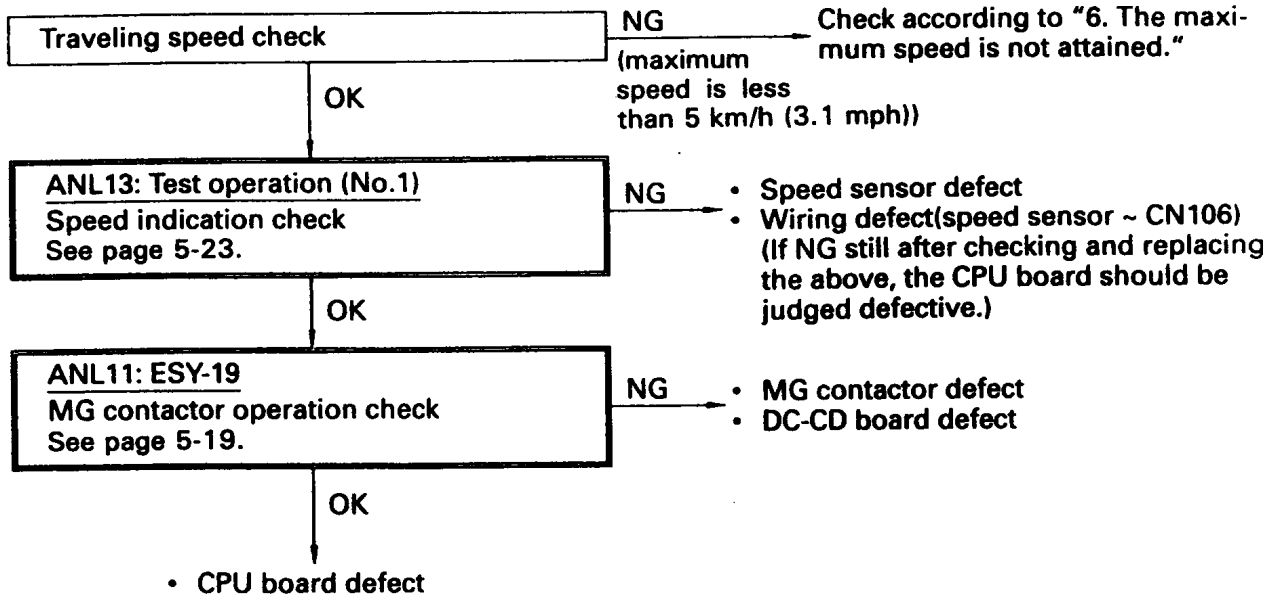 Traveling speed check
NG
(maximum
speed is less
than 5 km/h (3.1 mph))
Check according to "6. The maxi-
mum speed is not attained."
OK
ANL13: Test operation (No.1)
Speed indication check
See page 5-23.
NG
• Speed sensor defect
• Wiring defect(speed sensor ~ CN106)
(If NG still after checking and replacing
the above, the CPU board should be
judged defective.)
OK
ANL11: ESY-19
MG contactor operation check
See page 5-19.
NG
• MG contactor defect
• DC-CD board defect
OK
• CPU board defect